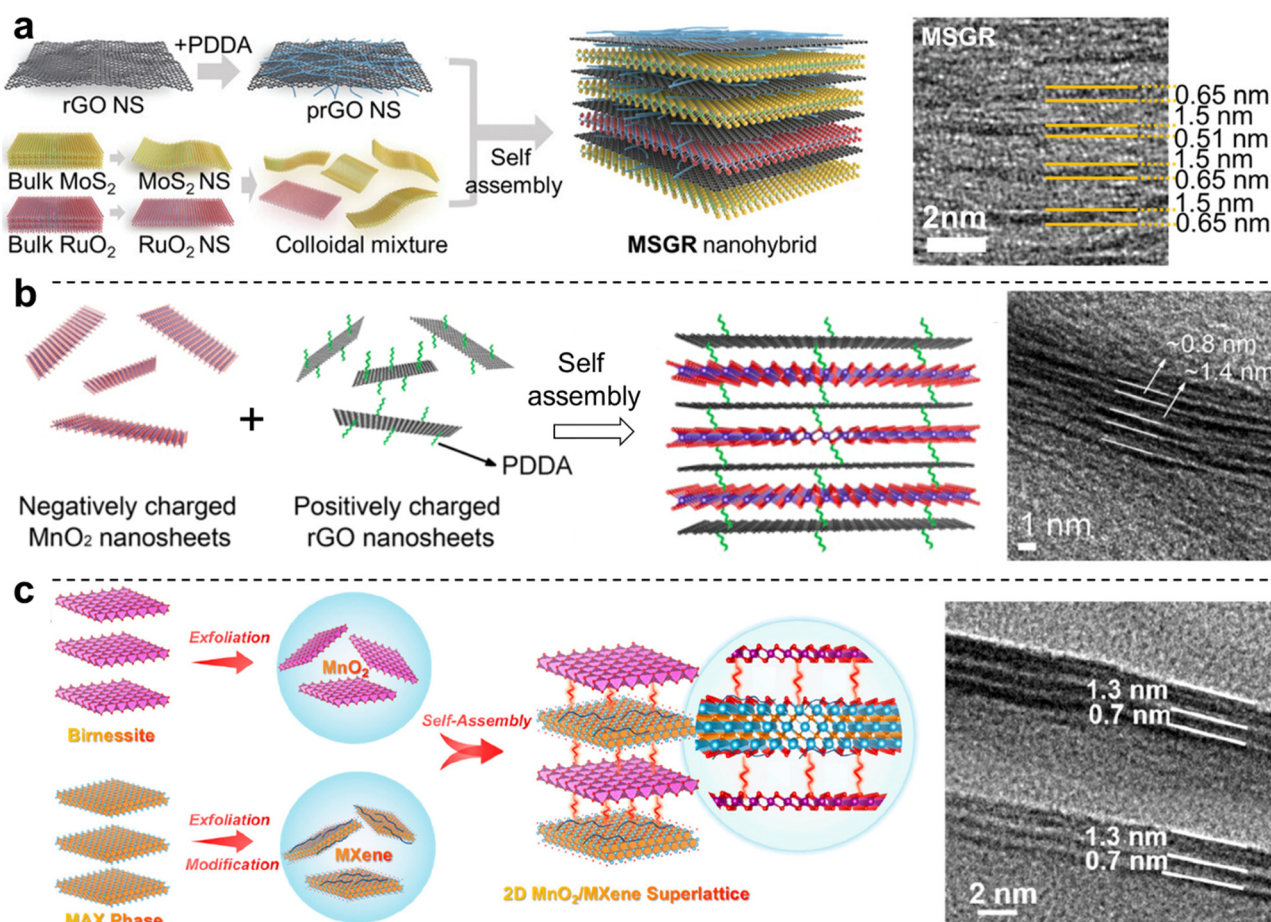 a
+PDDA
rGO NS
prGO NS
Bulk MoS₂
MoS₂ NS
Bulk RuO₂
RuO₂ NS
Colloidal mixture
Self
assembly
MSGR nanohybrid
MSGR
0.65 nm
1.5 nm
0.51 nm
1.5 nm
0.65 nm
1.5 nm
0.65 nm
2nm
b
Negatively charged
MnO₂ nanosheets
+
Positively charged
rGO nanosheets
PDDA
Self
assembly
~0.8 nm
~1.4 nm
1 nm
c
Birnessite
Exfoliation
MnO₂
MAX Phase
Exfoliation
Modification
MXene
Self-Assembly
2D MnO₂/MXene Superlattice
1.3 nm
0.7 nm
1.3 nm
0.7 nm
2 nm